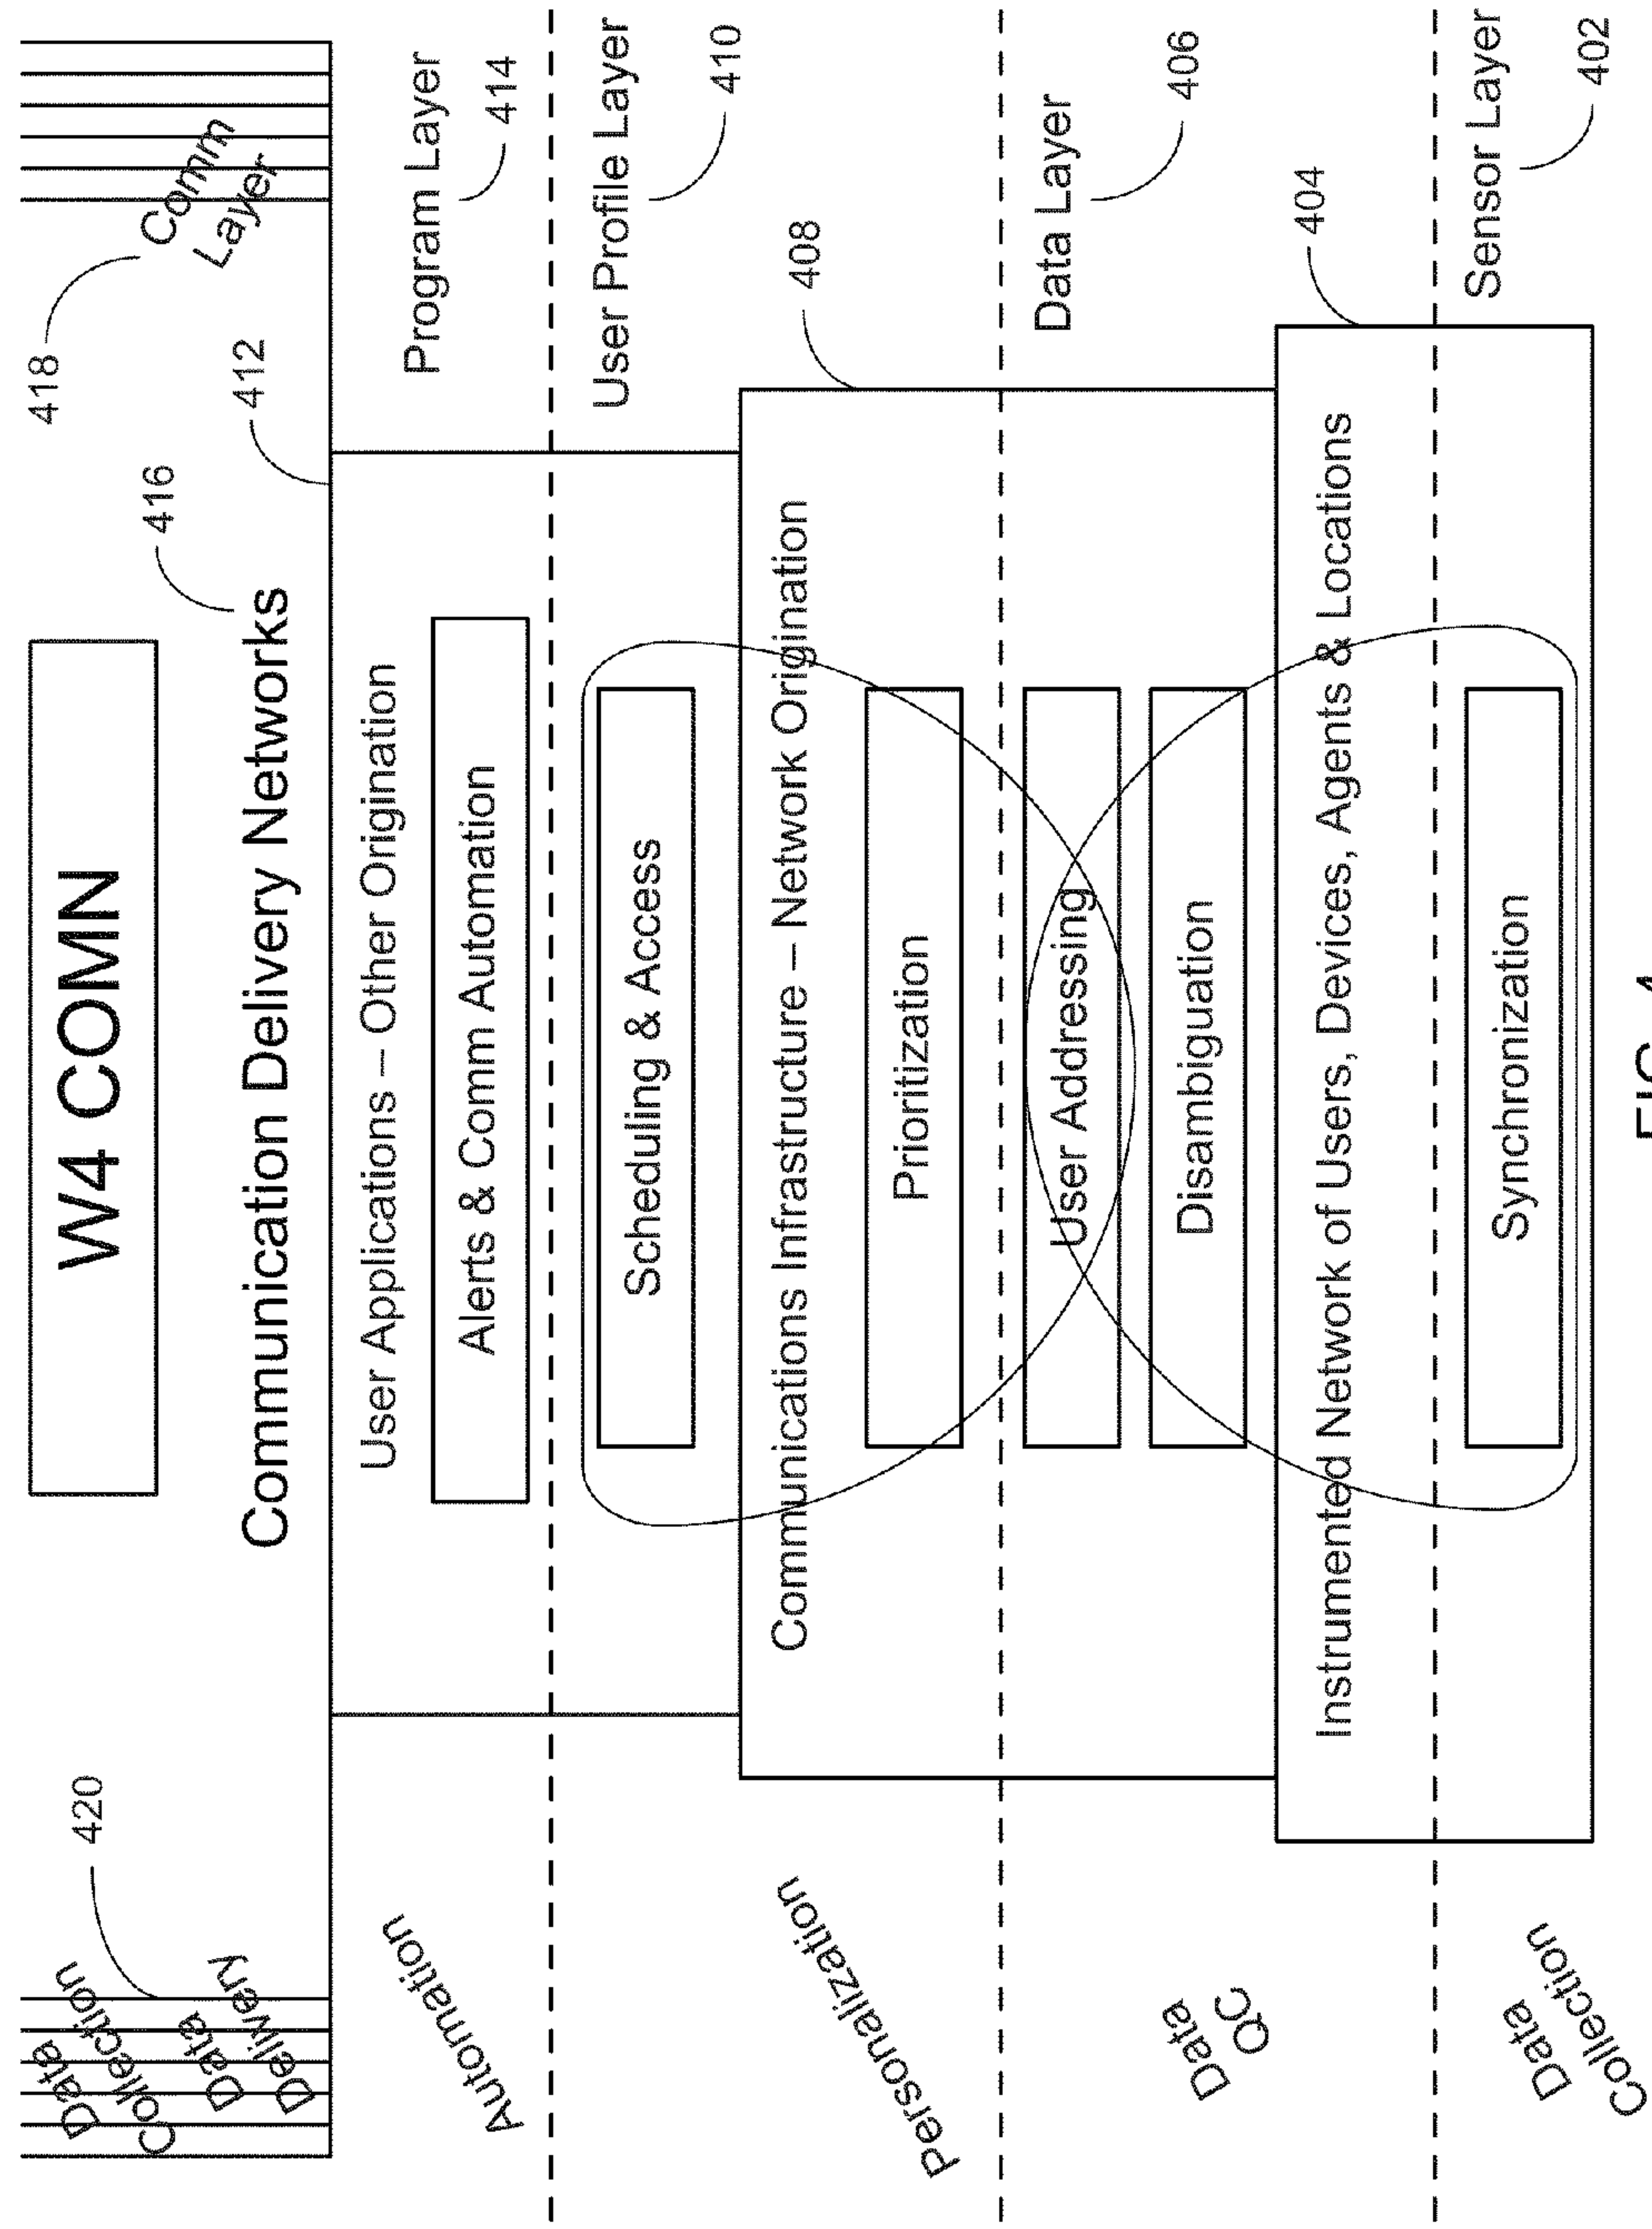 W4 COMN
418
Comm
Layer
420
Data
Collection
Data
Delivery
416
Communication Delivery Networks
412
User Applications – Other Origination
Program Layer
414
Automation
Alerts & Comm Automation
User Profile Layer
410
Scheduling & Access
408
Communications Infrastructure – Network Origination
Personalization
Prioritization
Data Layer
406
User Addressing
Data
QC
Disambiguation
404
Instrumented Network of Users, Devices, Agents & Locations
Sensor Layer
402
Data
Collection
Synchronization